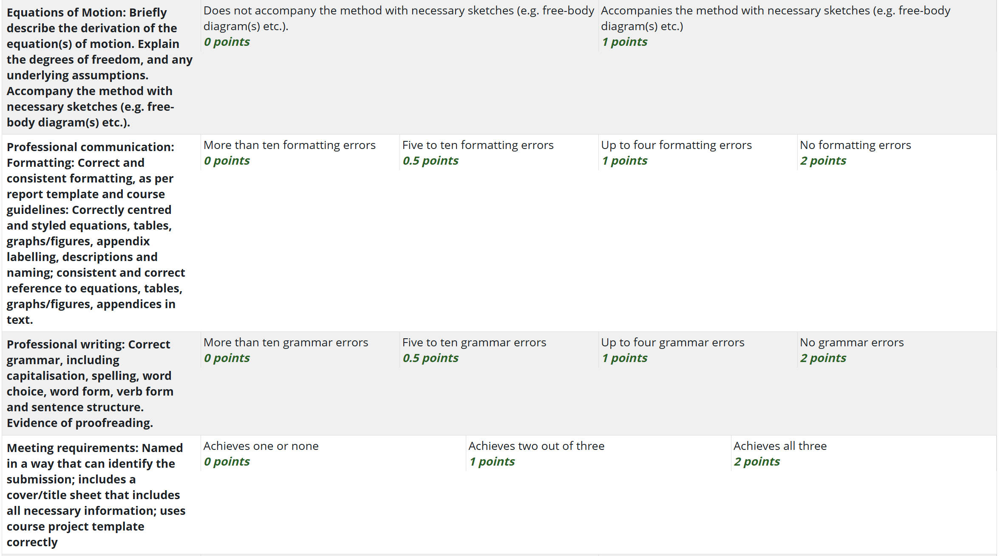 Equations of Motion: Briefly
describe the derivation of the
equation(s) of motion. Explain
the degrees of freedom, and any
underlying assumptions.
Accompany the method with
necessary sketches (e.g. free-
body diagram(s) etc.).
Does not accompany the method with necessary sketches (e.g. free-body
diagram(s) etc.).
0 points
Accompanies the method with necessary sketches (e.g. free-body
diagram(s) etc.)
1 points
Professional communication:
Formatting: Correct and
consistent formatting, as per
report template and course
guidelines: Correctly centred
and styled equations, tables,
graphs/figures, appendix
labelling, descriptions and
naming; consistent and correct
reference to equations, tables,
graphs/figures, appendices in
text.
More than ten formatting errors
0 points
Five to ten formatting errors
0.5 points
Up to four formatting errors
1 points
No formatting errors
2 points
Professional writing: Correct
grammar, including
capitalisation, spelling, word
choice, word form, verb form
and sentence structure.
Evidence of proofreading.
More than ten grammar errors
0 points
Five to ten grammar errors
0.5 points
Up to four grammar errors
1 points
No grammar errors
2 points
Meeting requirements: Named
in a way that can identify the
submission; includes a
cover/title sheet that includes
all necessary information; uses
course project template
correctly
Achieves one or none
0 points
Achieves two out of three
1 points
Achieves all three
2 points